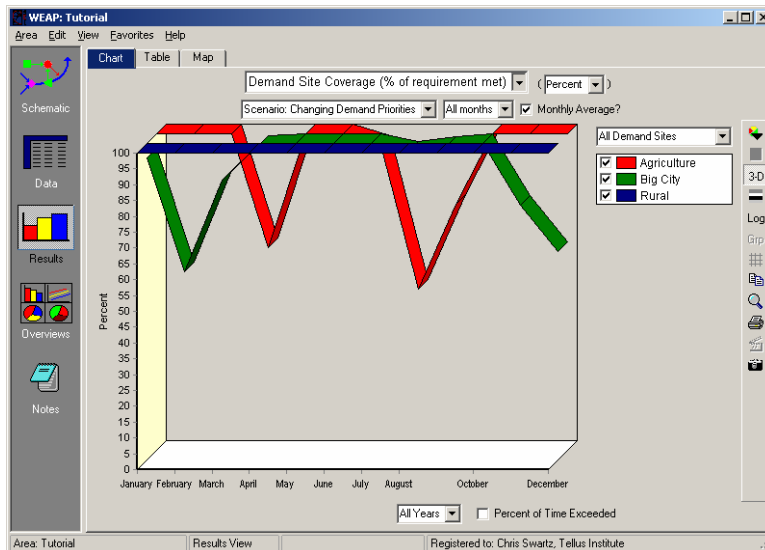 WEAP: Tutorial
Area Edit View Favorites Help
Chart Table Map
Demand Site Coverage (% of requirement met) ( Percent )
Scenario: Changing Demand Priorities All months Monthly Average?
All Demand Sites
Agriculture
Big City
Rural
Schematic
Data
Results
Overviews
Notes
3-D
Log
Grp
Percent
100
95
90
85
80
75
70
65
60
55
50
45
40
35
30
25
20
15
10
5
0
January February March April May June July August October December
All Years Percent of Time Exceeded
Area: Tutorial Results View Registered to: Chris Swartz, Tellus Institute